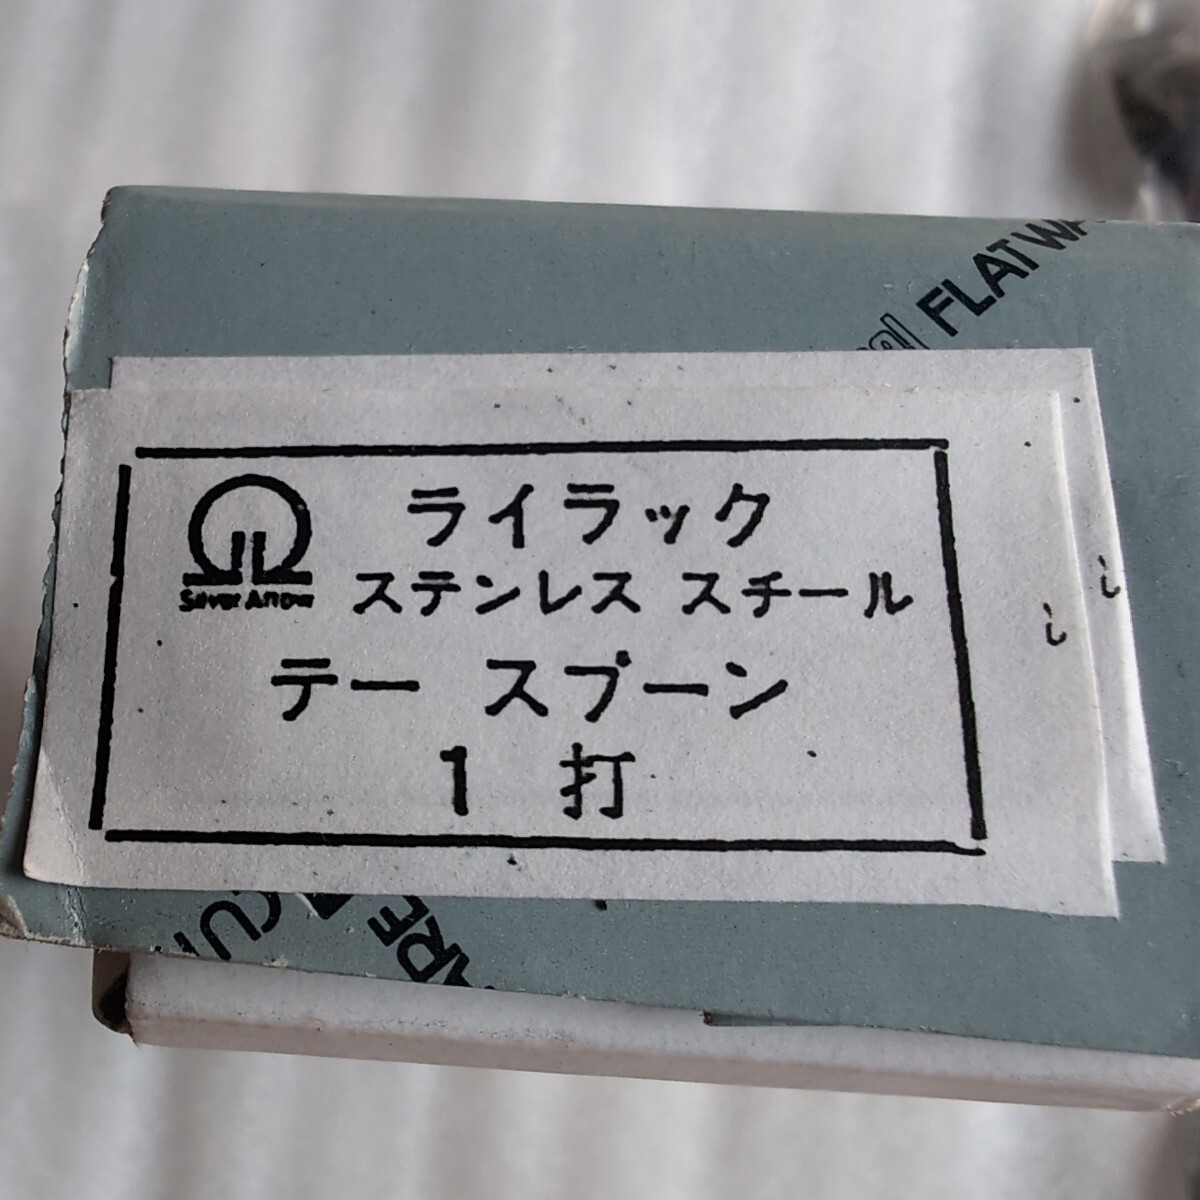 FLATWA
Silver Arrow
ライラック
ステンレス スチール
テー スプーン
1 打